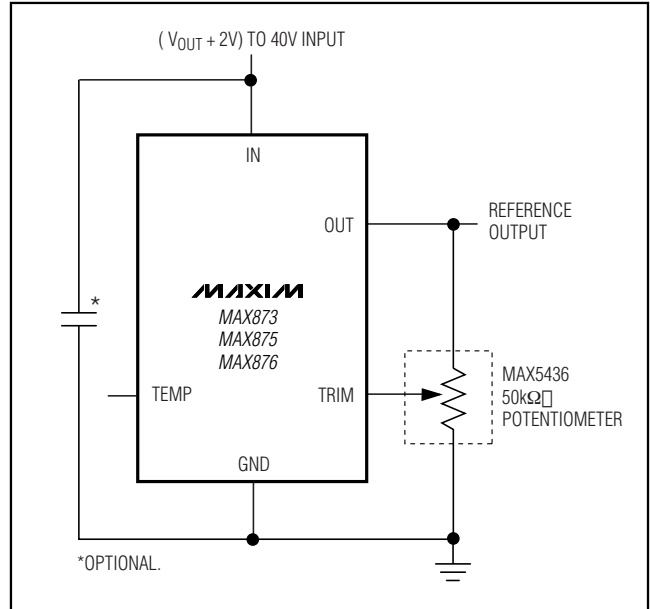 ( VOUT + 2V) TO 40V INPUT
IN
OUT
REFERENCE
OUTPUT
MAXIM
MAX873
MAX875
MAX876
*
TEMP
TRIM
MAX5436
50kΩ▯
POTENTIOMETER
GND
*OPTIONAL.